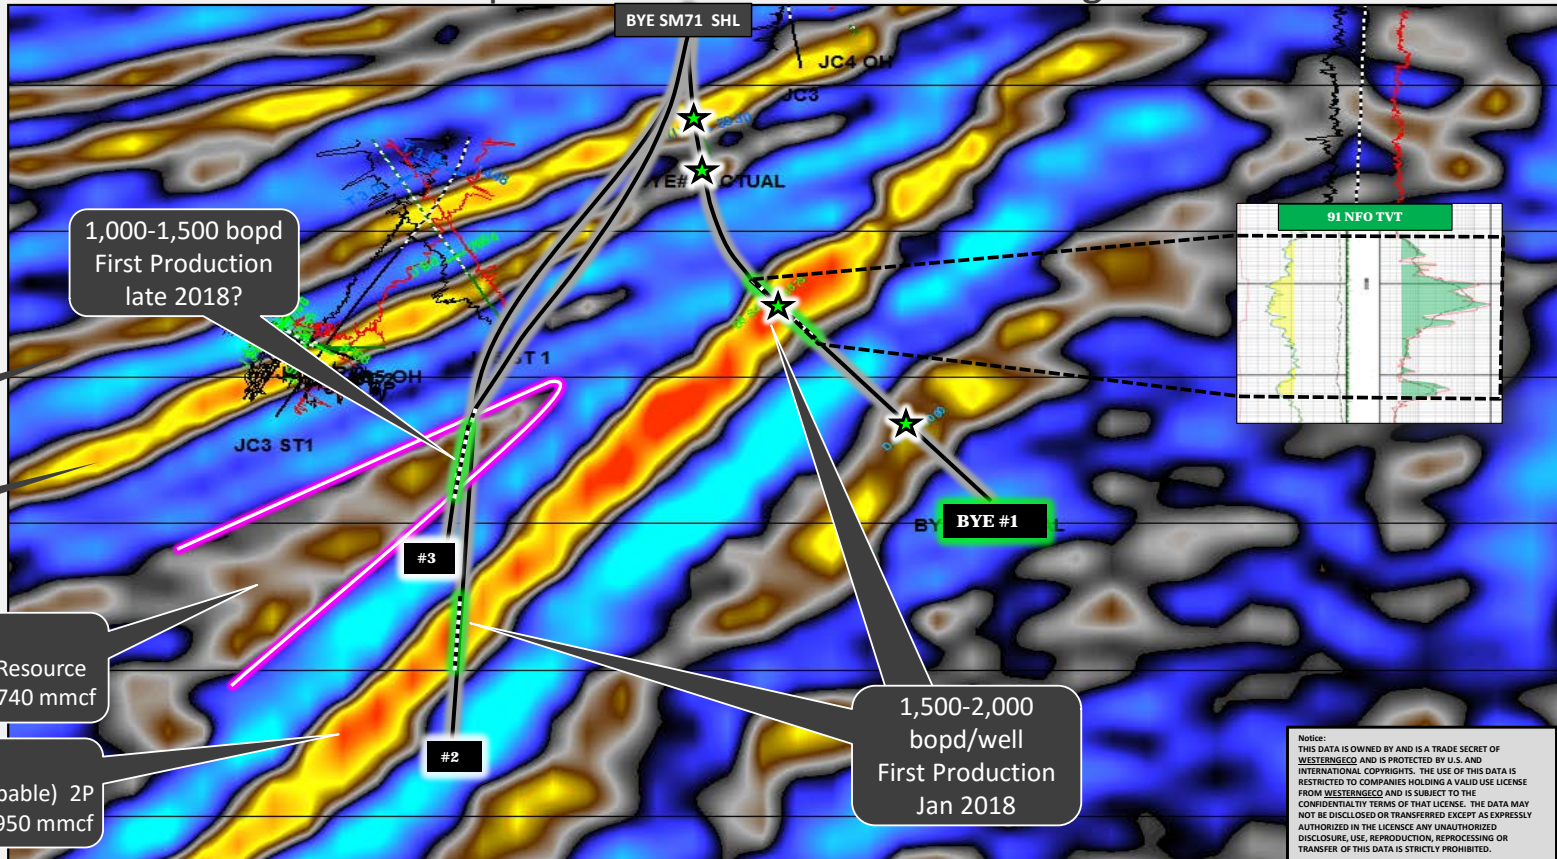 BYE SM71 SHL
JC4 OH
JC3
CTUAL
91 NFO TVT
1,000-1,500 bopd
First Production
late 2018?
ST 1
OH
JC3 ST1
BYE #1
#3
Resource
740 mmcf
#2
2P
950 mmcf
1,500-2,000
bopd/well
First Production
Jan 2018
Notice:
THIS DATA IS OWNED BY AND IS A TRADE SECRET OF
WESTERNGECO AND IS PROTECTED BY U.S. AND
INTERNATIONAL COPYRIGHTS. THE USE OF THIS DATA IS
RESTRICTED TO COMPANIES HOLDING A VALID USE LICENSE
FROM WESTERNGECO AND IS SUBJECT TO THE
CONFIDENTIALTIY TERMS OF THAT LICENSE. THE DATA MAY
NOT BE DISCLLOSED OR TRANSFERRED EXCEPT AS EXPRESSLY
AUTHORIZED IN THE LICENSCE ANY UNAUTHORIZED
DISCLOSURE, USE, REPRODUCTION, REPROCESSING OR
TRANSFER OF THIS DATA IS STRICTLY PROHIBITED.